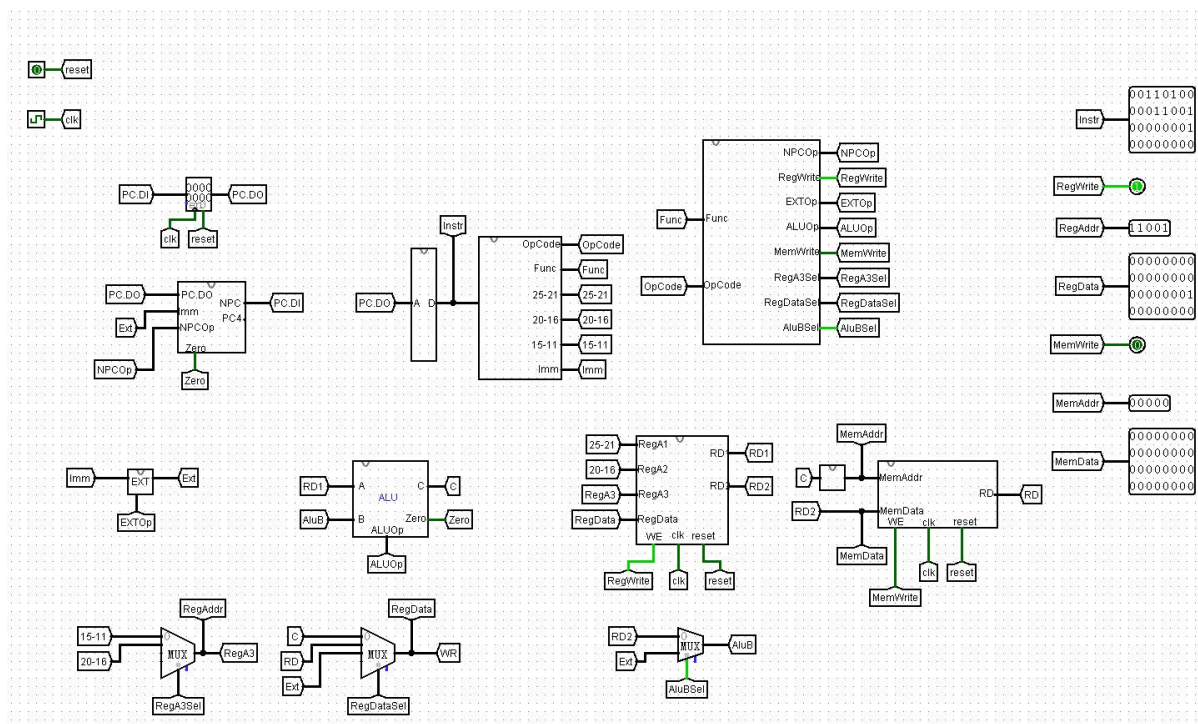 reset
clk
PC.DI
PC.DO
clk
reset
PC.DO
Ext
NPCOp
PC.DO
Imm
NPCOp
Zero
NPC
PC4
PC.DI
Zero
Instr
PC.DO
A D
OpCode
Func
25-21
20-16
15-11
Imm
OpCode
Func
25-21
20-16
15-11
Imm
Func
OpCode
Func
OpCode
NPCOp
RegWrite
EXTOp
ALUOp
MemWrite
RegA3Sel
RegDataSel
AluBSel
NPCOp
RegWrite
EXTOp
ALUOp
MemWrite
RegA3Sel
RegDataSel
AluBSel
Instr
00110100
00011001
00000001
00000000
RegWrite
1
RegAddr
11001
RegData
00000000
00000000
00000001
00000000
MemWrite
0
MemAddr
00000
MemData
00000000
00000000
00000000
00000000
Imm
EXT
Ext
EXTOp
RD1
AluB
A
B
ALU
C
Zero
ALUOp
C
Zero
ALUOp
25-21
20-16
RegA3
RegData
RegA1
RegA2
RegA3
RegData
RD1
RD2
WE clk reset
RD1
RD2
RegWrite
clk
reset
MemAddr
C
RD2
MemData
MemAddr
MemData
RD
WE clk reset
RD
MemWrite
clk
reset
RegAddr
15-11
20-16
0
MUX
RegA3
RegA3Sel
RegData
C
RD
Ext
0
MUX
WR
RegDataSel
RD2
Ext
0
MUX
AluB
AluBSel